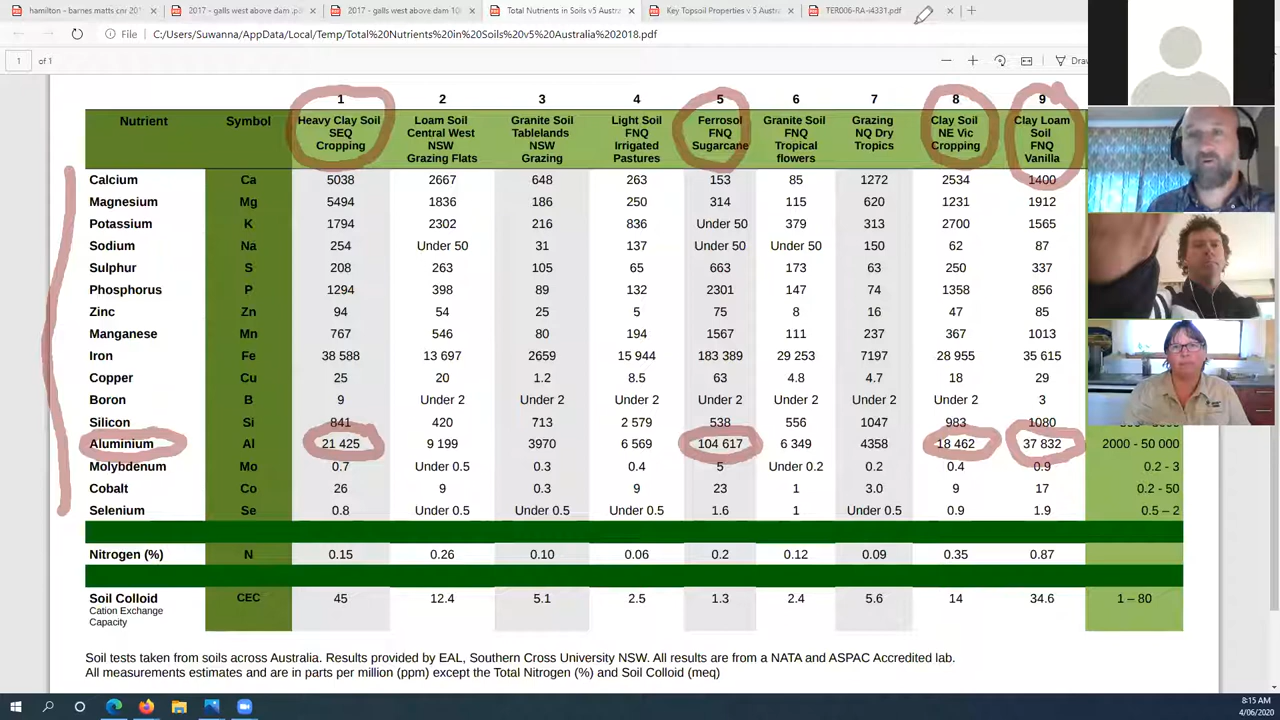 hamilton - barnes matts cnr 201
2017 - galls west above dam .pd
2017 - galls west above dam 10
Total Nutrients in Soils v5 Austr
Key Topsoil Properties v 5 Austr
TER006-RA-i4331.pdf
File C:/Users/Suwanna/AppData/Local/Temp/Total%20Nutrients%20in%20Soils%20v5%20Australia%202018.pdf
1 of 1
Draw
1 2 3 4 5 6 7 8 9
Nutrient Symbol Heavy Clay Soil Loam Soil Granite Soil Light Soil Ferrosol Granite Soil Grazing Clay Soil Clay Loam
SEQ Central West Tablelands FNQ FNQ FNQ NQ Dry NE Vic Soil
Cropping NSW NSW Irrigated Sugarcane Tropical Tropics Cropping FNQ
Grazing Flats Grazing Pastures flowers Vanilla
Calcium Ca 5038 2667 648 263 153 85 1272 2534 1400
Magnesium Mg 5494 1836 186 250 314 115 620 1231 1912
Potassium K 1794 2302 216 836 Under 50 379 313 2700 1565
Sodium Na 254 Under 50 31 137 Under 50 Under 50 150 62 87
Sulphur S 208 263 105 65 663 173 63 250 337
Phosphorus P 1294 398 89 132 2301 147 74 1358 856
Zinc Zn 94 54 25 5 75 8 16 47 85
Manganese Mn 767 546 80 194 1567 111 237 367 1013
Iron Fe 38 588 13 697 2659 15 944 183 389 29 253 7197 28 955 35 615
Copper Cu 25 20 1.2 8.5 63 4.8 4.7 18 29
Boron B 9 Under 2 Under 2 Under 2 Under 2 Under 2 Under 2 Under 2 3
Silicon Si 841 420 713 2 579 538 556 1047 983 1080
Aluminium Al 21 425 9 199 3970 6 569 104 617 6 349 4358 18 462 37 832 2000 - 50 000
Molybdenum Mo 0.7 Under 0.5 0.3 0.4 5 Under 0.2 0.2 0.4 0.9 0.2 - 3
Cobalt Co 26 9 0.3 9 23 1 3.0 9 17 0.2 - 50
Selenium Se 0.8 Under 0.5 Under 0.5 Under 0.5 1.6 1 Under 0.5 0.9 1.9 0.5 – 2
Nitrogen (%) N 0.15 0.26 0.10 0.06 0.2 0.12 0.09 0.35 0.87
Soil Colloid CEC 45 12.4 5.1 2.5 1.3 2.4 5.6 14 34.6 1 – 80
Cation Exchange
Capacity
Soil tests taken from soils across Australia. Results provided by EAL, Southern Cross University NSW. All results are from a NATA and ASPAC Accredited lab.
All measurements estimates and are in parts per million (ppm) except the Total Nitrogen (%) and Soil Colloid (meq)
8:15 AM
4/06/2020